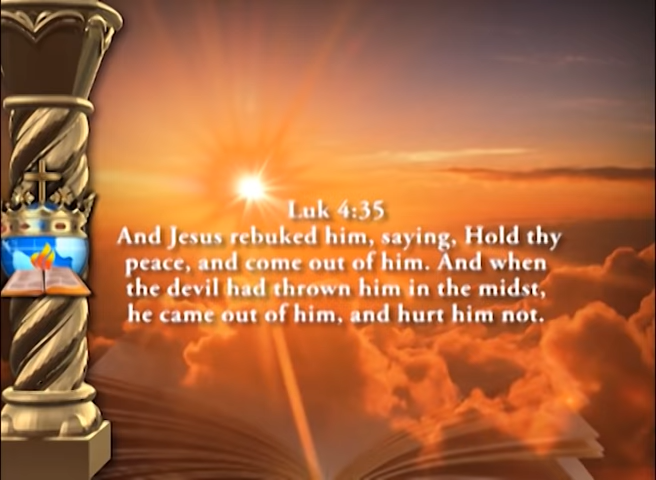 Luk 4:35
And Jesus rebuked him, saying, Hold thy
peace, and come out of him. And when
the devil had thrown him in the midst,
he came out of him, and hurt him not.